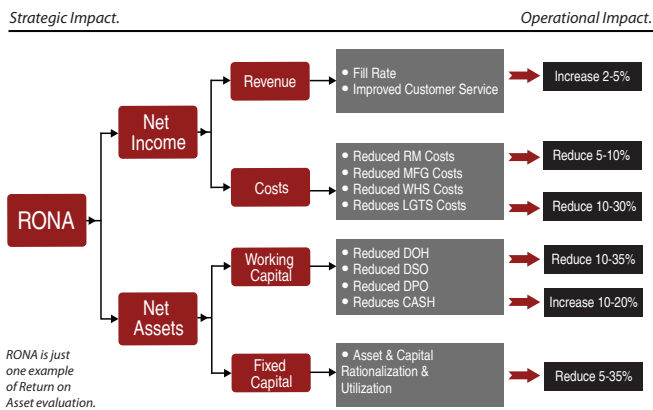 Strategic Impact.
Operational Impact.
Revenue
• Fill Rate
• Improved Customer Service
Increase 2-5%
Net
Income
Costs
• Reduced RM Costs
• Reduced MFG Costs
• Reduced WHS Costs
• Reduces LGTS Costs
Reduce 5-10%
Reduce 10-30%
RONA
Working
Capital
• Reduced DOH
• Reduced DSO
• Reduced DPO
• Reduces CASH
Reduce 10-35%
Increase 10-20%
Net
Assets
Fixed
Capital
• Asset & Capital
Rationalization &
Utilization
Reduce 5-35%
RONA is just
one example
of Return on
Asset evaluation.